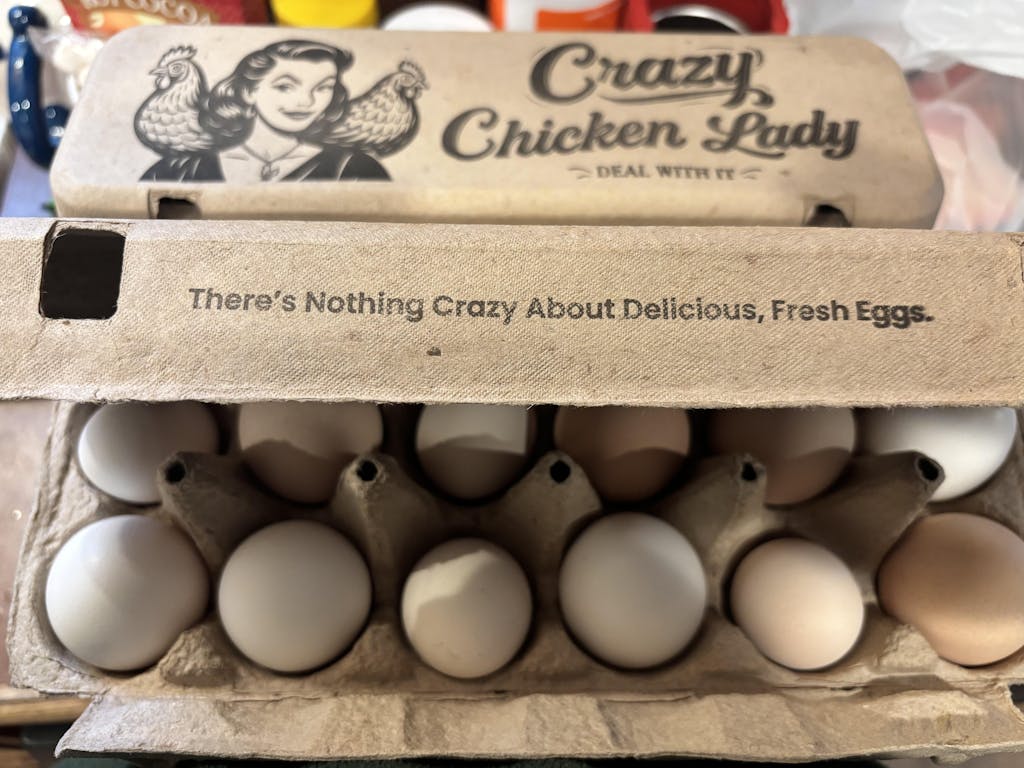 Crazy
Chicken Lady
DEAL WITH IT
There's Nothing Crazy About Delicious, Fresh Eggs.